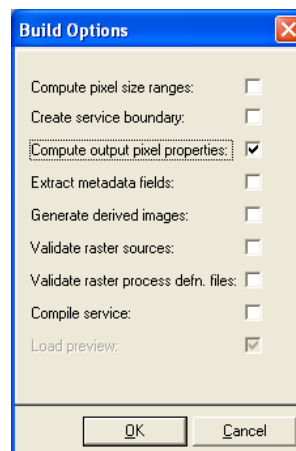 Build Options
Compute pixel size ranges:
Create service boundary:
Compute output pixel properties:
Extract metadata fields:
Generate derived images:
Validate raster sources:
Validate raster process defn. files:
Compile service:
Load preview:
OK Cancel